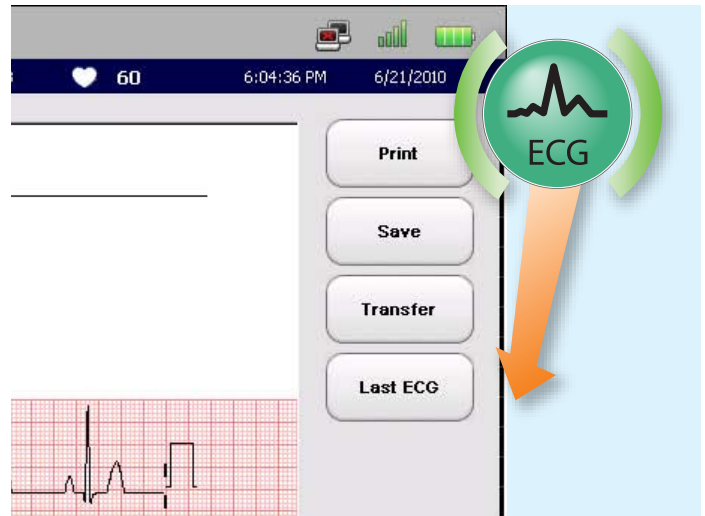 60 6:04:36 PM 6/21/2010
ECG
Print
Save
Transfer
Last ECG